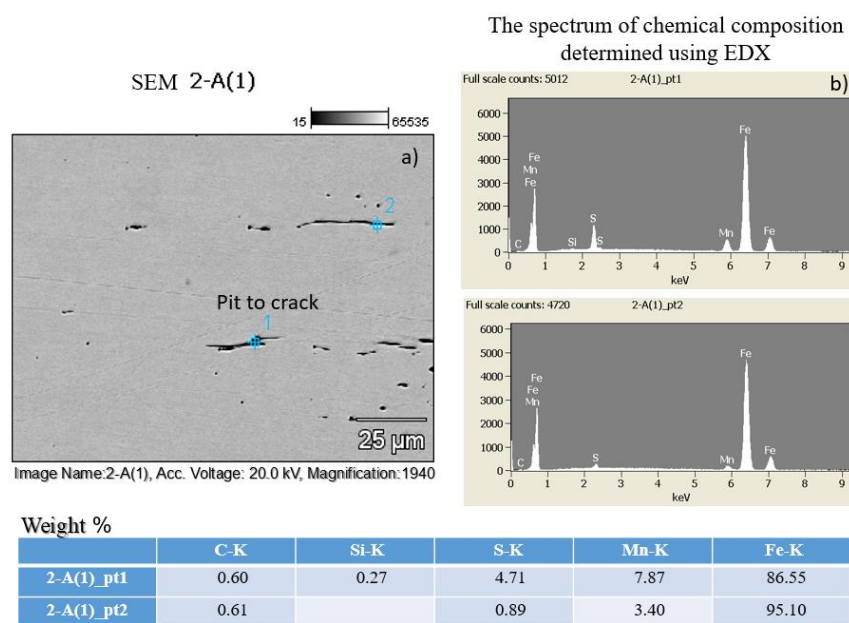 The spectrum of chemical composition
determined using EDX
SEM 2-A(1)
15 65535
a)
2
Pit to crack
1
25 µm
Image Name:2-A(1), Acc. Voltage: 20.0 kV, Magnification:1940
Full scale counts: 5012 2-A(1)_pt1 b)
6000
5000
4000
3000
2000
1000
0
Fe
Mn
Fe
C
Si
S
S
Mn
Fe
Fe
0 1 2 3 4 5 6 7 8 9
keV
Full scale counts: 4720 2-A(1)_pt2
6000
5000
4000
3000
2000
1000
0
Fe
Fe
Mn
C
S
Mn
Fe
Fe
0 1 2 3 4 5 6 7 8 9
keV
Weight %
C-K Si-K S-K Mn-K Fe-K
2-A(1)_pt1 0.60 0.27 4.71 7.87 86.55
2-A(1)_pt2 0.61 0.89 3.40 95.10